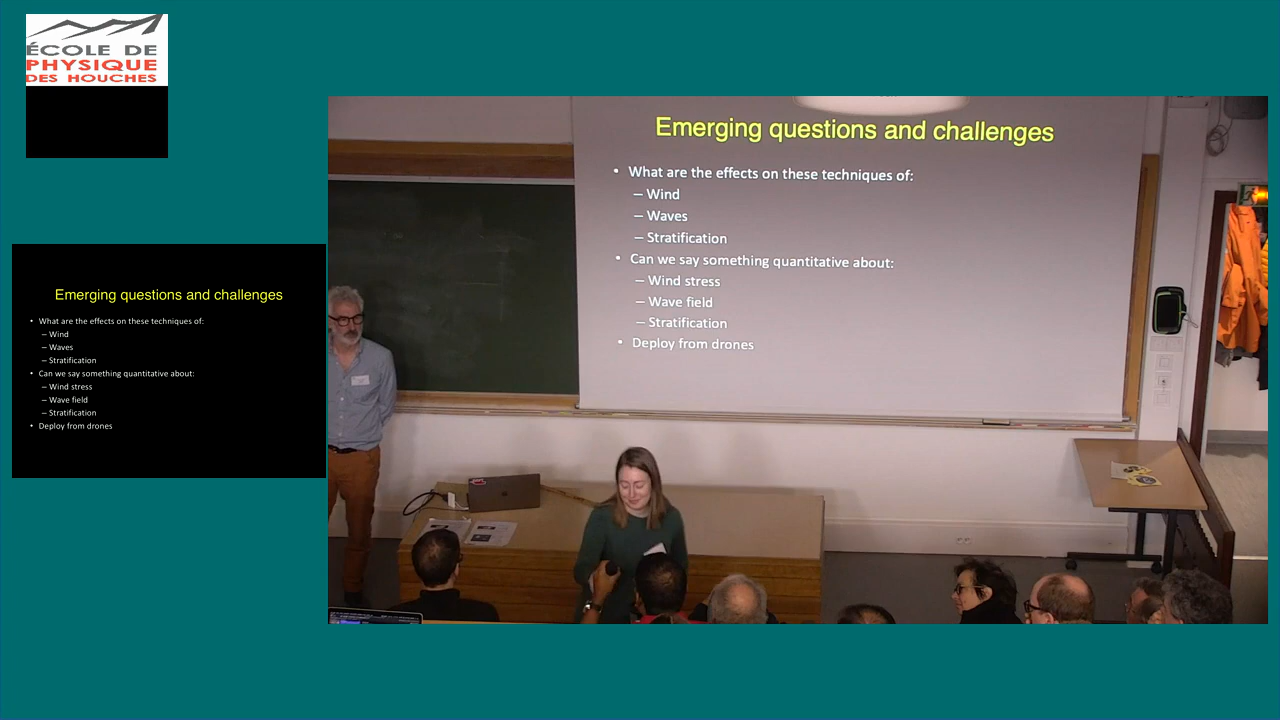 ÉCOLE DE
PHYSIQUE
DES HOUCHES
Emerging questions and challenges
• What are the effects on these techniques of:
– Wind
– Waves
– Stratification
• Can we say something quantitative about:
– Wind stress
– Wave field
– Stratification
• Deploy from drones
Emerging questions and challenges
• What are the effects on these techniques of:
– Wind
– Waves
– Stratification
• Can we say something quantitative about:
– Wind stress
– Wave field
– Stratification
• Deploy from drones